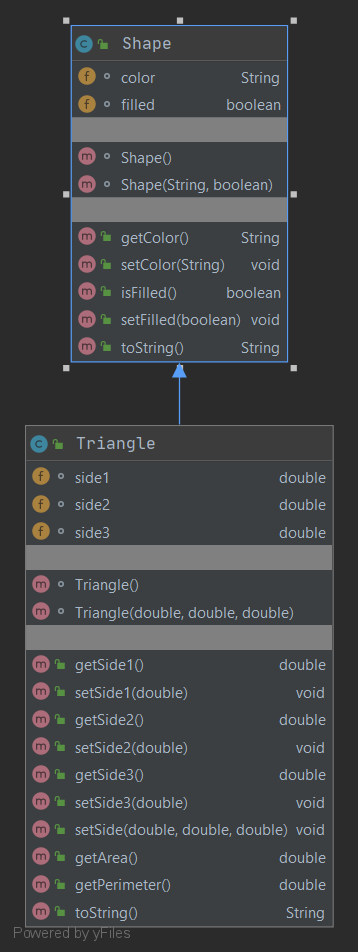 Shape
color String
filled boolean
Shape()
Shape(String, boolean)
getColor() String
setColor(String) void
isFilled() boolean
setFilled(boolean) void
toString() String
Triangle
side1 double
side2 double
side3 double
Triangle()
Triangle(double, double, double)
getSide1() double
setSide1(double) void
getSide2() double
setSide2(double) void
getSide3() double
setSide3(double) void
setSide(double, double, double) void
getArea() double
getPerimeter() double
toString() String
Powered by yFiles